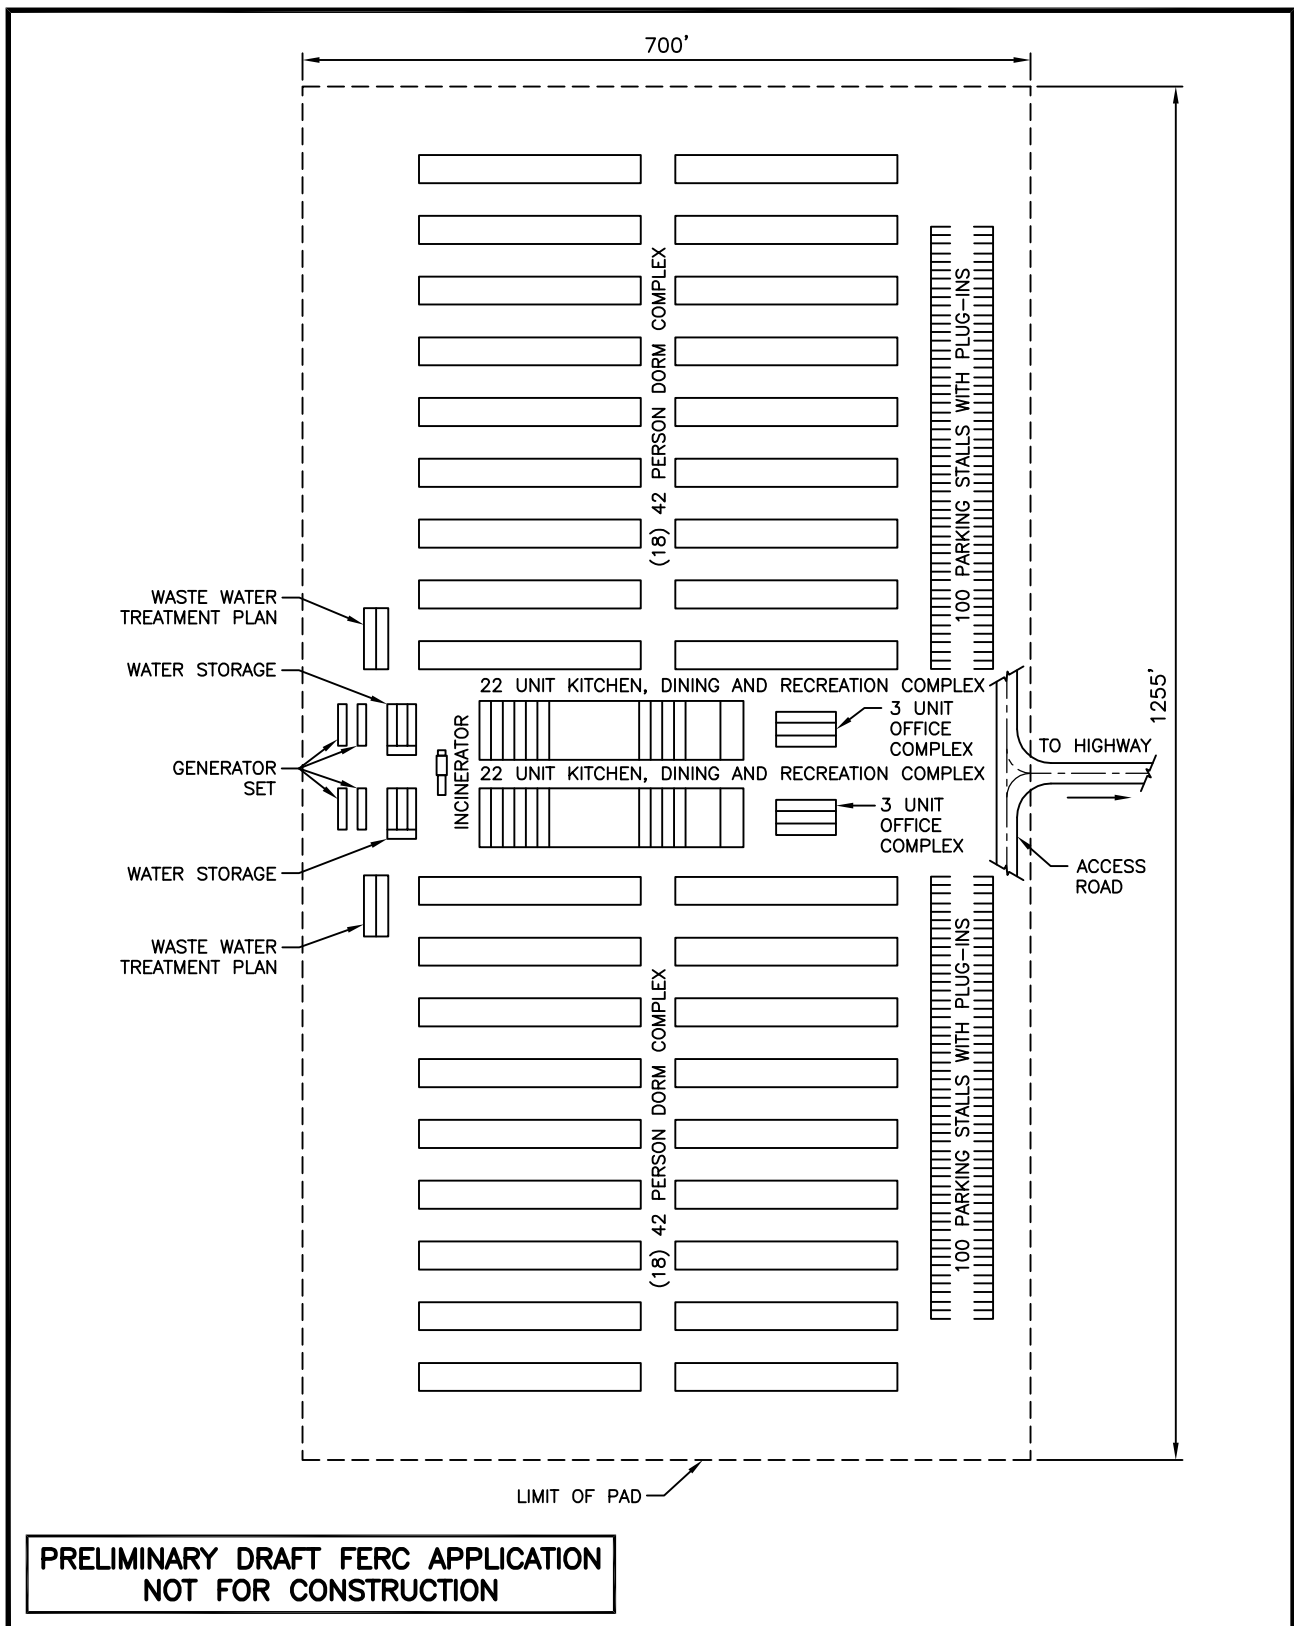 700'
1255'
(18) 42 PERSON DORM COMPLEX
100 PARKING STALLS WITH PLUG-INS
WASTE WATER
TREATMENT PLAN
WATER STORAGE
22 UNIT KITCHEN, DINING AND RECREATION COMPLEX
3 UNIT
OFFICE
COMPLEX
TO HIGHWAY
GENERATOR
SET
INCINERATOR
22 UNIT KITCHEN, DINING AND RECREATION COMPLEX
3 UNIT
OFFICE
COMPLEX
ACCESS
ROAD
WATER STORAGE
WASTE WATER
TREATMENT PLAN
(18) 42 PERSON DORM COMPLEX
100 PARKING STALLS WITH PLUG-INS
LIMIT OF PAD
PRELIMINARY DRAFT FERC APPLICATION
NOT FOR CONSTRUCTION